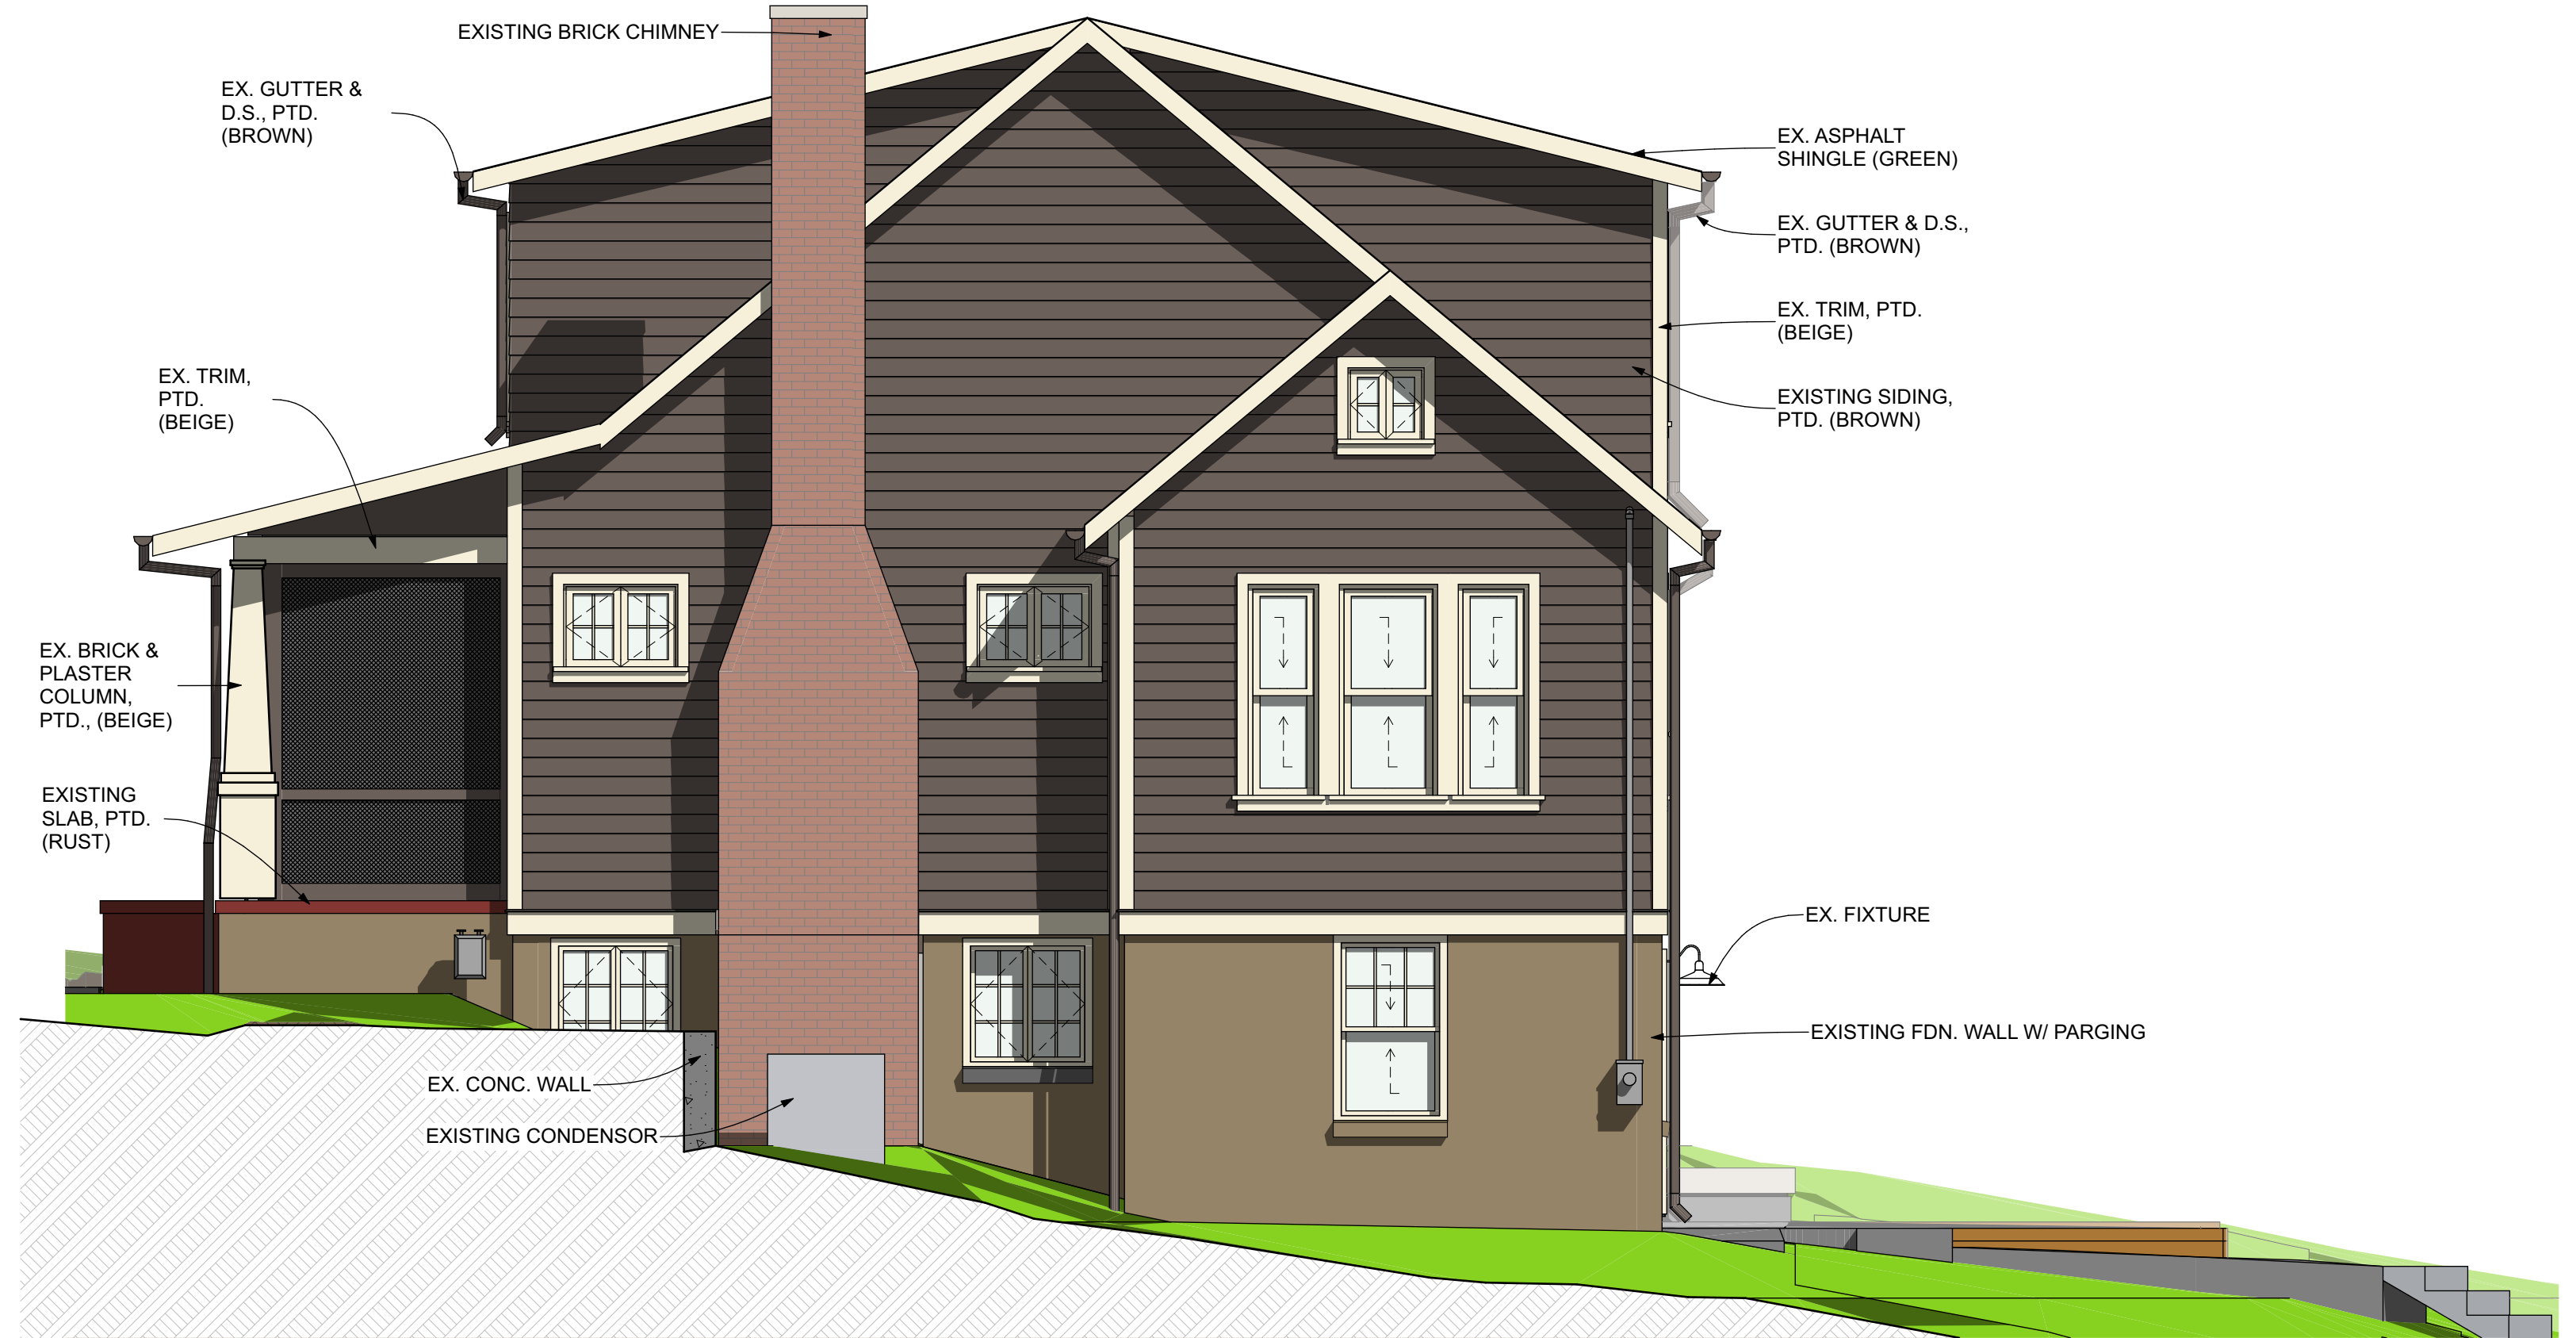 EXISTING BRICK CHIMNEY
EX. GUTTER &
D.S., PTD.
(BROWN)
EX. ASPHALT
SHINGLE (GREEN)
EX. GUTTER & D.S.,
PTD. (BROWN)
EX. TRIM, PTD.
(BEIGE)
EX. TRIM,
PTD.
(BEIGE)
EXISTING SIDING,
PTD. (BROWN)
EX. BRICK &
PLASTER
COLUMN,
PTD., (BEIGE)
EXISTING
SLAB, PTD.
(RUST)
EX. FIXTURE
EXISTING FDN. WALL W/ PARGING
EX. CONC. WALL
EXISTING CONDENSOR